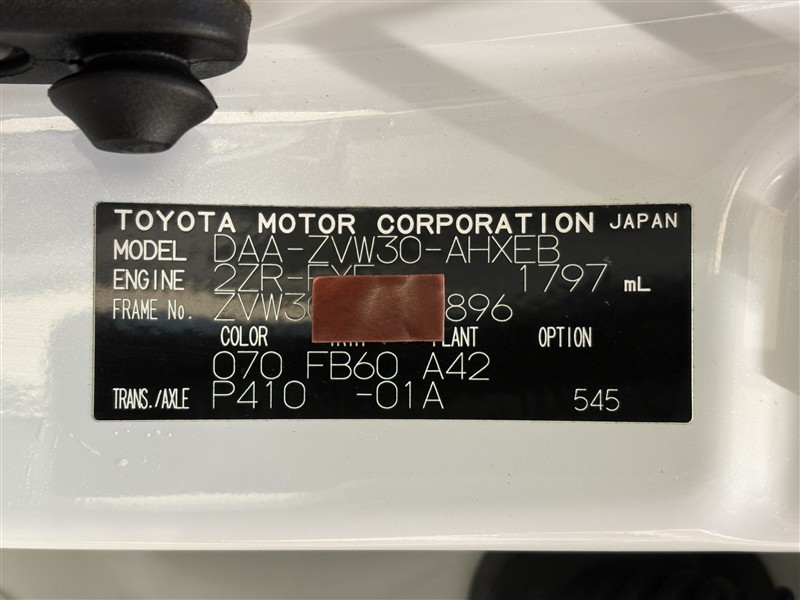 TOYOTA MOTOR CORPORATION JAPAN
MODEL DAA-ZVW30-AHXEB
ENGINE 2ZR- 1797 mL
FRAME No. ZVW3 896
COLOR OPTION
070 FB60 A42
TRANS./AXLE P410 -01A 545